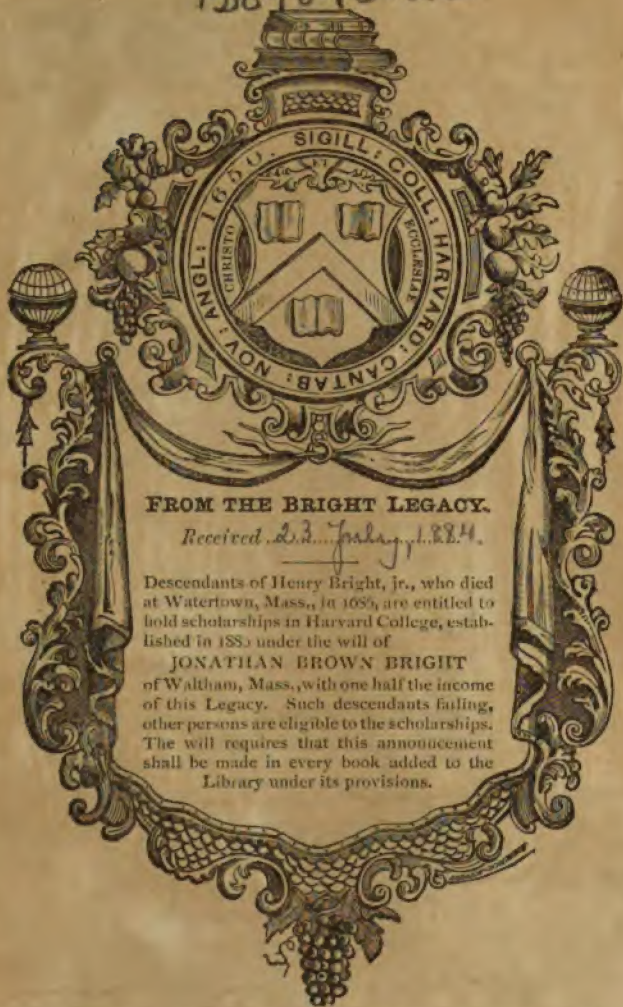 SIGILL: COLL: HARVARD: CANTAB: NOV: ANGL: 1650.
CHRISTO
ECCLESIAE
FROM THE BRIGHT LEGACY.
Received 23 July, 1884.
Descendants of Henry Bright, jr., who died
at Watertown, Mass., in 1686, are entitled to
hold scholarships in Harvard College, estab-
lished in 1880 under the will of
JONATHAN BROWN BRIGHT
of Waltham, Mass., with one half the income
of this Legacy. Such descendants failing,
other persons are eligible to the scholarships.
The will requires that this announcement
shall be made in every book added to the
Library under its provisions.